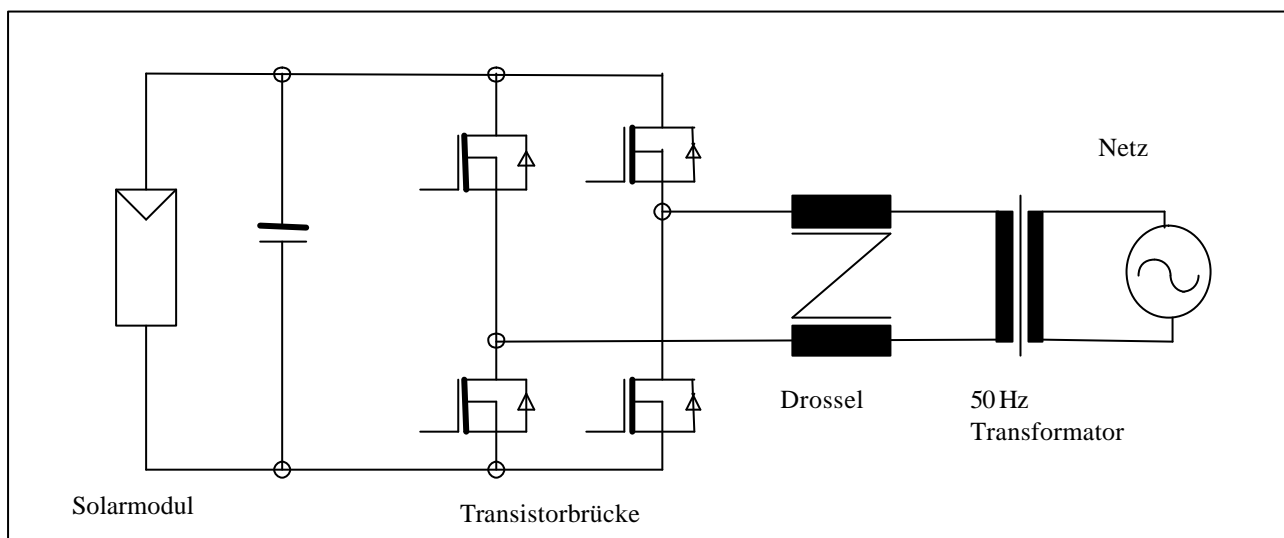 Netz
Drossel
50 Hz
Transformator
Solarmodul
Transistorbrücke